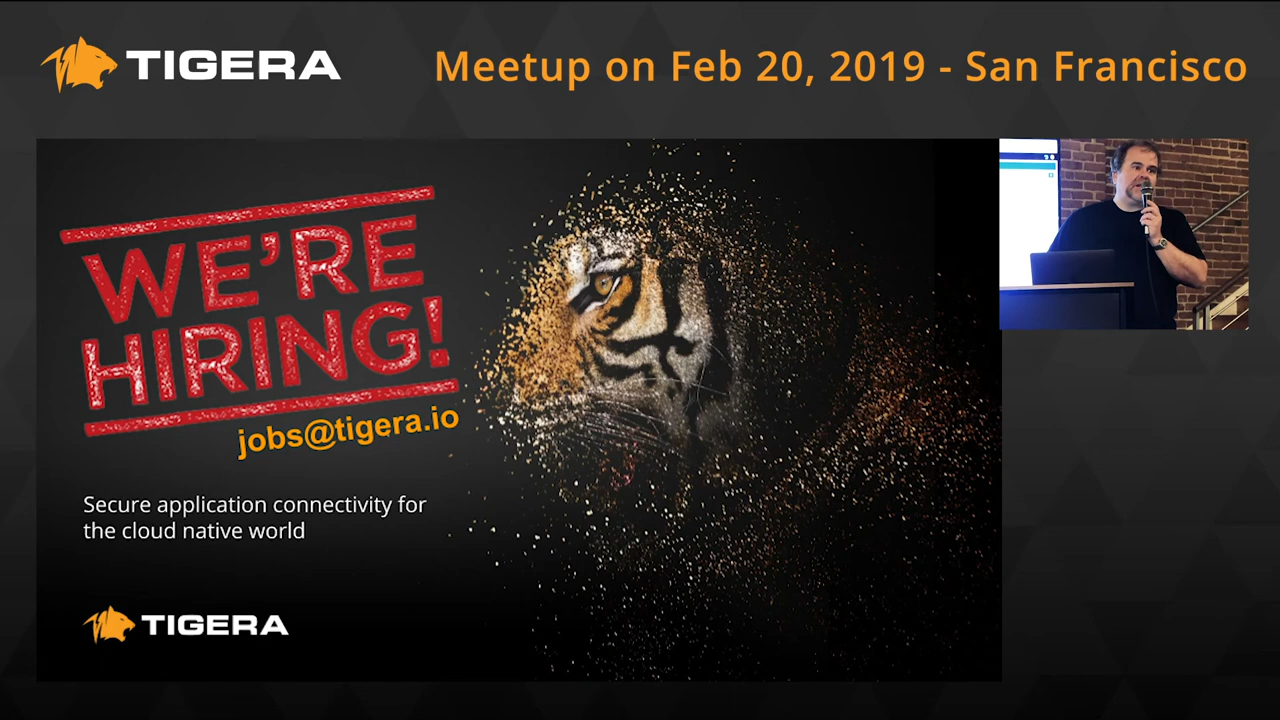 TIGERA
Meetup on Feb 20, 2019 - San Francisco
WE'RE
HIRING!
jobs@tigera.io
Secure application connectivity for
the cloud native world
TIGERA